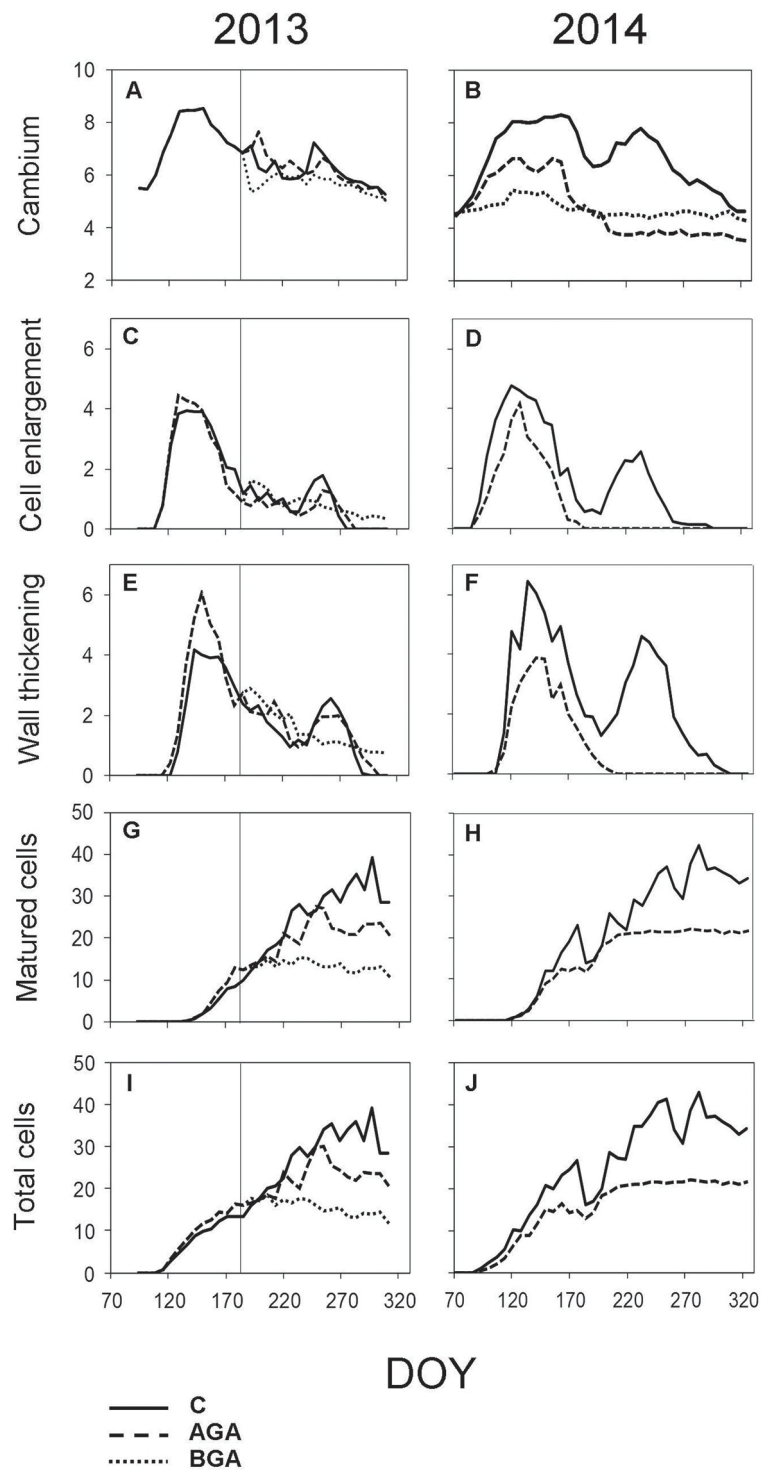 2013 2014
Cambium
A
10
8
6
4
2
B
Cell enlargement
C
6
4
2
0
D
Wall thickening
E
6
4
2
0
F
Matured cells
G
50
40
30
20
10
0
H
Total cells
I
50
40
30
20
10
0
J
70 120 170 220 270 320
70 120 170 220 270 320
DOY
C
AGA
BGA